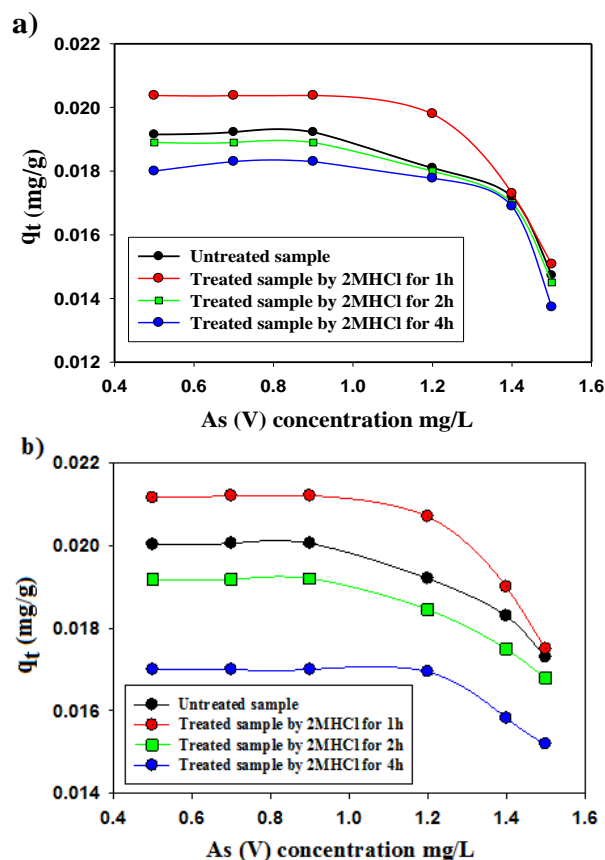 a)
0.022
0.020
0.018
0.016
0.014
0.012
qt (mg/g)
Untreated sample
Treated sample by 2MHCl for 1h
Treated sample by 2MHCl for 2h
Treated sample by 2MHCl for 4h
0.4 0.6 0.8 1.0 1.2 1.4 1.6
As (V) concentration mg/L
b)
0.022
0.020
0.018
0.016
0.014
qt (mg/g)
Untreated sample
Treated sample by 2MHCl for 1h
Treated sample by 2MHCl for 2h
Treated sample by 2MHCl for 4h
0.4 0.6 0.8 1.0 1.2 1.4 1.6
As (V) concentration mg/L